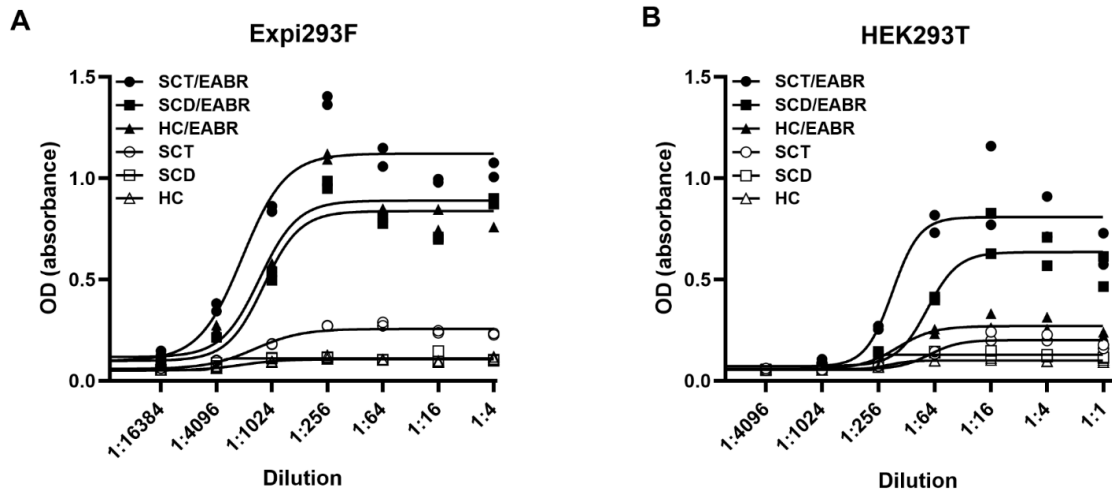 A
Expi293F
SCT/EABR
SCD/EABR
HC/EABR
SCT
SCD
HC
OD (absorbance)
1.5
1.0
0.5
0.0
1:16384
1:4096
1:1024
1:256
1:64
1:16
1:4
Dilution
B
HEK293T
SCT/EABR
SCD/EABR
HC/EABR
SCT
SCD
HC
OD (absorbance)
1.5
1.0
0.5
0.0
1:4096
1:1024
1:256
1:64
1:16
1:4
1:1
Dilution